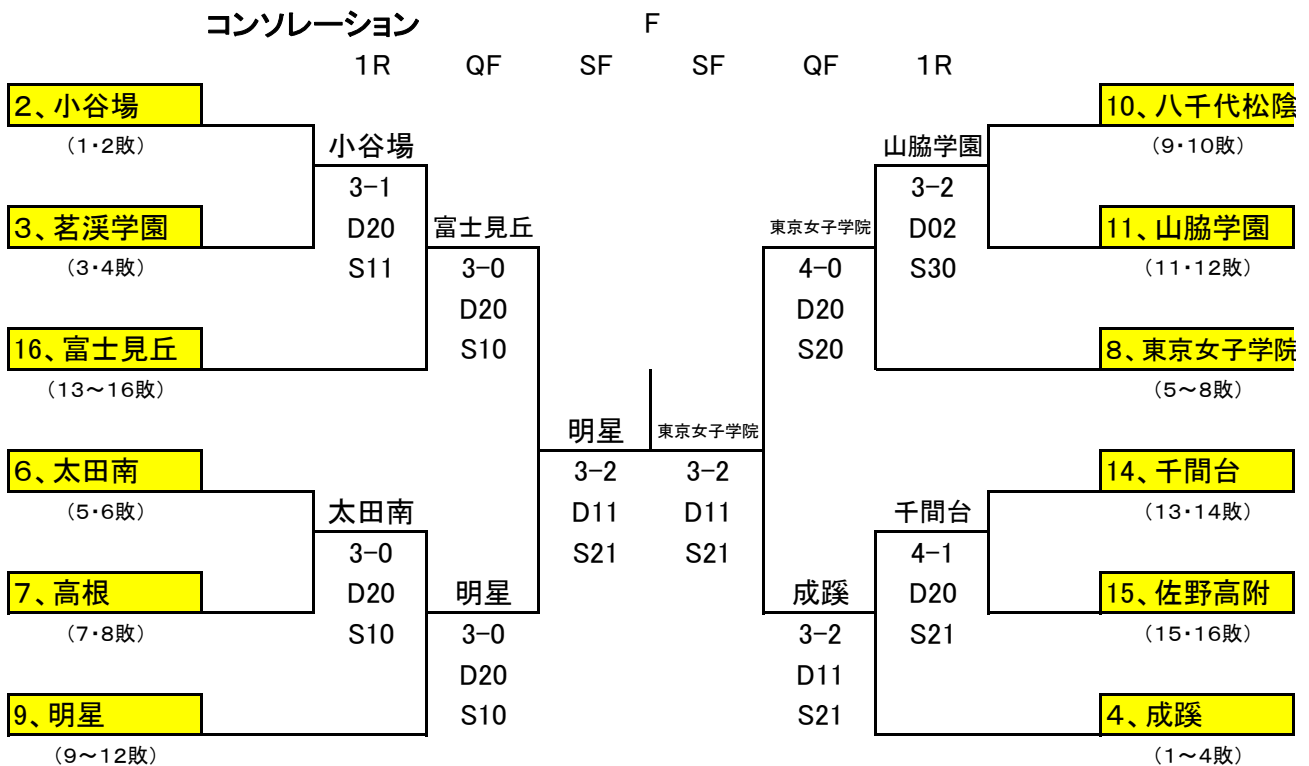 コンソレーション F
1R QF SF SF QF 1R
2、小谷場 10、八千代松陰
(1・2敗) 小谷場 山脇学園 (9・10敗)
3-1 3-2
3、茗渓学園 D20 富士見丘 東京女子学院 D02 11、山脇学園
(3・4敗) S11 3-0 4-0 S30 (11・12敗)
D20 D20
16、富士見丘 S10 S20 8、東京女子学院
(13～16敗) (5～8敗)
明星 東京女子学院
6、太田南 3-2 3-2 14、千間台
(5・6敗) 太田南 D11 D11 千間台 (13・14敗)
3-0 S21 S21 4-1
7、高根 D20 明星 成蹊 D20 15、佐野高附
(7・8敗) S10 3-0 3-2 S21 (15・16敗)
D20 D11
9、明星 S10 S21 4、成蹊
(9～12敗) (1～4敗)